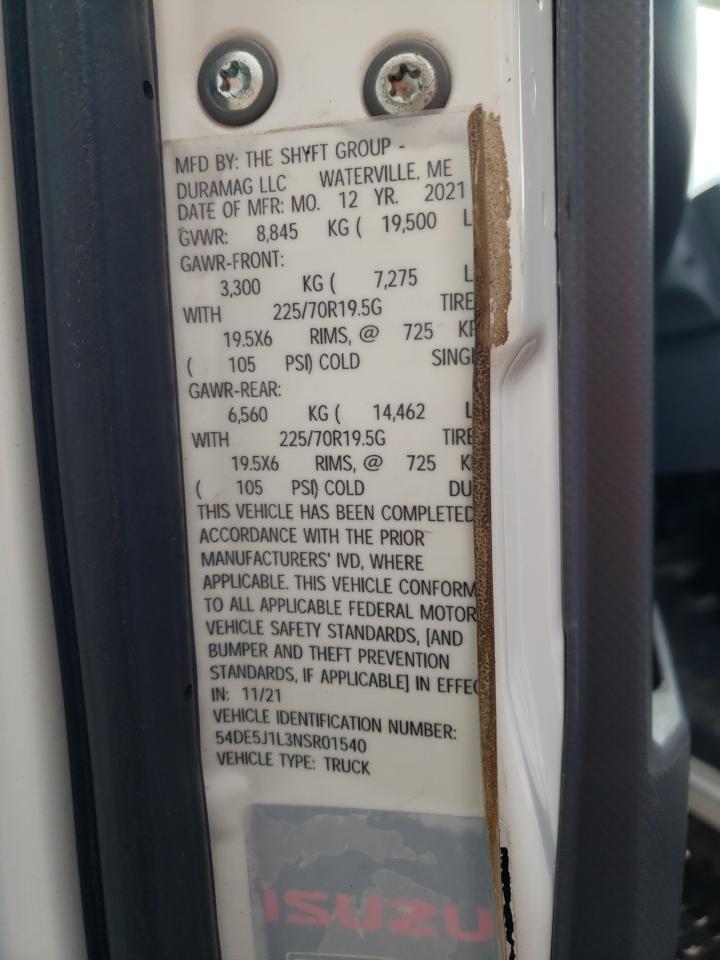 MFD BY: THE SHYFT GROUP -
DURAMAG LLC WATERVILLE, ME
DATE OF MFR: MO. 12 YR. 2021
GVWR: 8,845 KG ( 19,500 L
GAWR-FRONT:
3,300 KG ( 7,275 L
WITH 225/70R19.5G TIRE
19.5X6 RIMS, @ 725 KP
( 105 PSI) COLD SINGL
GAWR-REAR:
6,560 KG ( 14,462 L
WITH 225/70R19.5G TIRE
19.5X6 RIMS, @ 725 K
( 105 PSI) COLD DU
THIS VEHICLE HAS BEEN COMPLETED
ACCORDANCE WITH THE PRIOR
MANUFACTURERS' IVD, WHERE
APPLICABLE. THIS VEHICLE CONFORM
TO ALL APPLICABLE FEDERAL MOTOR
VEHICLE SAFETY STANDARDS, [AND
BUMPER AND THEFT PREVENTION
STANDARDS, IF APPLICABLE] IN EFFEC
IN: 11/21
VEHICLE IDENTIFICATION NUMBER:
54DE5J1L3NSR01540
VEHICLE TYPE: TRUCK
ISUZU